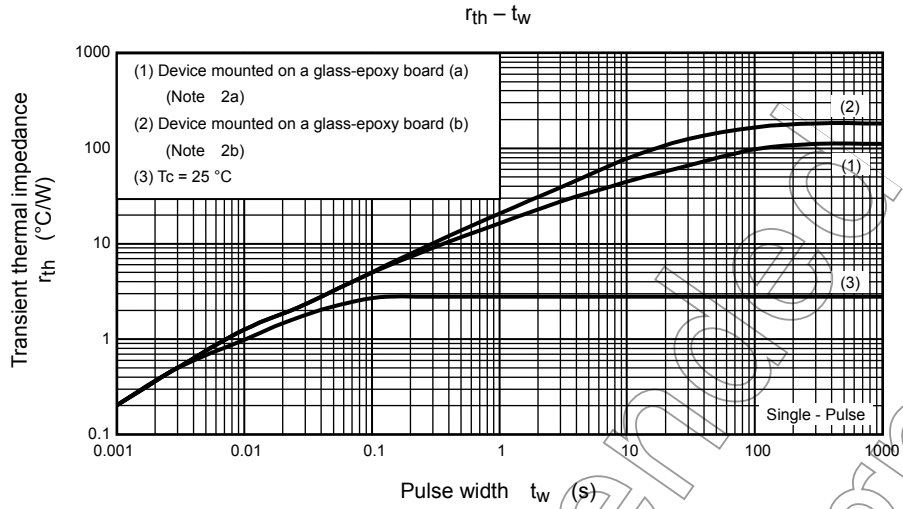 rth – tw
1000
100
10
1
0.1
Transient thermal impedance
rth (°C/W)
(1) Device mounted on a glass-epoxy board (a)
(Note 2a)
(2) Device mounted on a glass-epoxy board (b)
(Note 2b)
(3) Tc = 25 °C
(2)
(1)
(3)
Single - Pulse
0.001
0.01
0.1
1
10
100
1000
Pulse width tw (s)